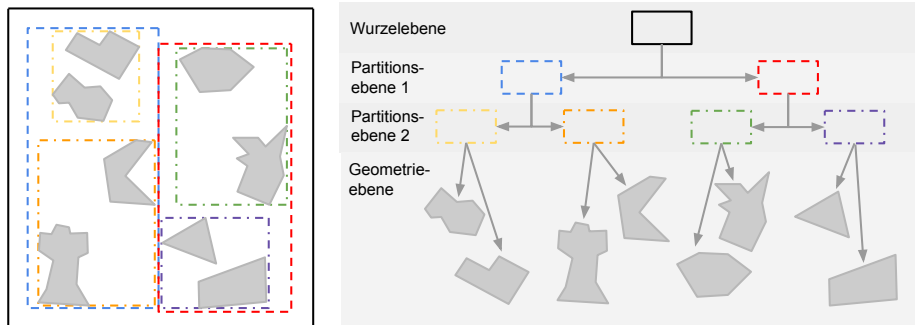 Wurzelebene
Partitions-
ebene 1
Partitions-
ebene 2
Geometrie-
ebene